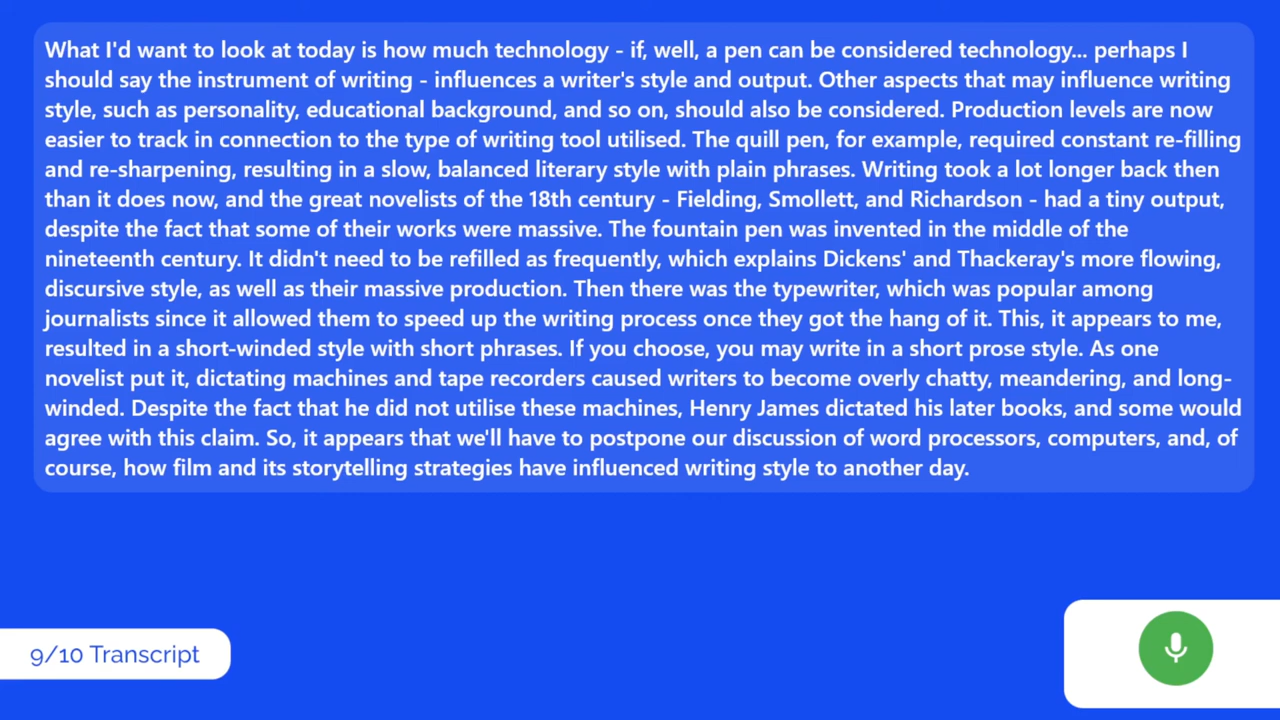 What I'd want to look at today is how much technology - if, well, a pen can be considered technology... perhaps I
should say the instrument of writing - influences a writer's style and output. Other aspects that may influence writing
style, such as personality, educational background, and so on, should also be considered. Production levels are now
easier to track in connection to the type of writing tool utilised. The quill pen, for example, required constant re-filling
and re-sharpening, resulting in a slow, balanced literary style with plain phrases. Writing took a lot longer back then
than it does now, and the great novelists of the 18th century - Fielding, Smollett, and Richardson - had a tiny output,
despite the fact that some of their works were massive. The fountain pen was invented in the middle of the
nineteenth century. It didn't need to be refilled as frequently, which explains Dickens' and Thackeray's more flowing,
discursive style, as well as their massive production. Then there was the typewriter, which was popular among
journalists since it allowed them to speed up the writing process once they got the hang of it. This, it appears to me,
resulted in a short-winded style with short phrases. If you choose, you may write in a short prose style. As one
novelist put it, dictating machines and tape recorders caused writers to become overly chatty, meandering, and long-
winded. Despite the fact that he did not utilise these machines, Henry James dictated his later books, and some would
agree with this claim. So, it appears that we'll have to postpone our discussion of word processors, computers, and, of
course, how film and its storytelling strategies have influenced writing style to another day.
9/10 Transcript